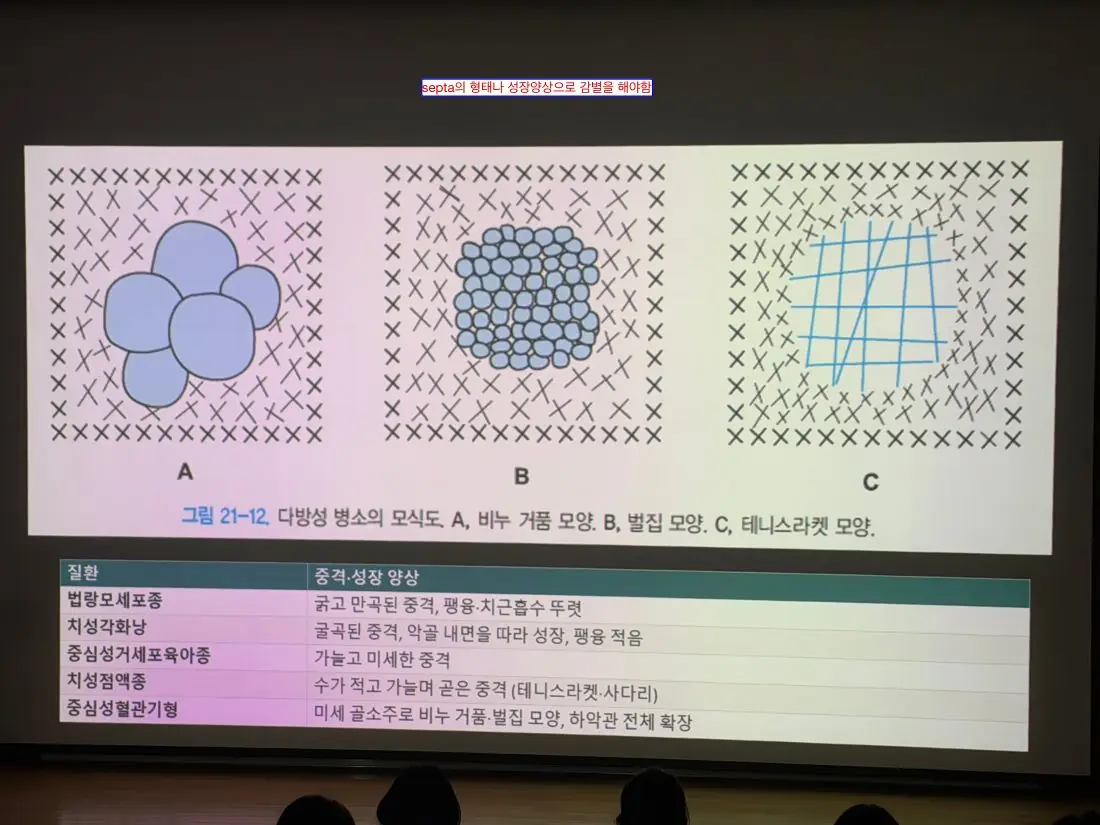 septa의 형태나 성장양상으로 감별을 해야함
A
B
C
그림 21-12. 다방성 병소의 모식도. A, 비누 거품 모양. B, 벌집 모양. C, 테니스라켓 모양.
질환 중격·성장 양상
법랑모세포종 굵고 만곡된 중격, 팽융·치근흡수 뚜렷
치성각화낭 굴곡된 중격, 악골 내면을 따라 성장, 팽융 적음
중심성거세포육아종 가늘고 미세한 중격
치성점액종 수가 적고 가늘며 곧은 중격 (테니스라켓·사다리)
중심성혈관기형 미세 골소주로 비누 거품·벌집 모양, 하악관 전체 확장